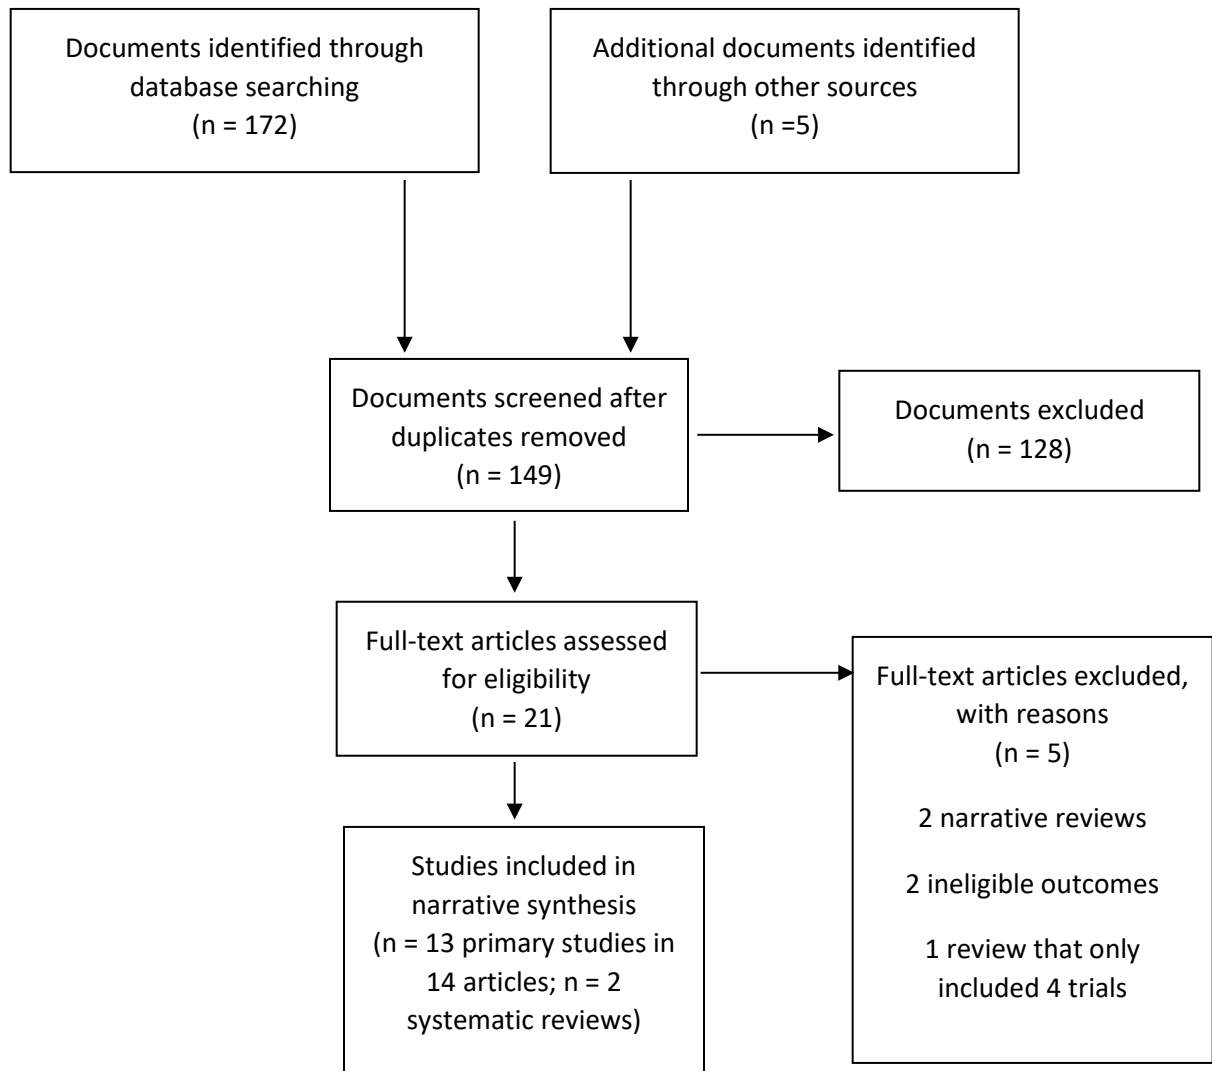 Documents identified through
database searching
(n = 172)
Additional documents identified
through other sources
(n =5)
Documents screened after
duplicates removed
(n = 149)
Documents excluded
(n = 128)
Full-text articles assessed
for eligibility
(n = 21)
Full-text articles excluded,
with reasons
(n = 5)
2 narrative reviews
2 ineligible outcomes
1 review that only
included 4 trials
Studies included in
narrative synthesis
(n = 13 primary studies in
14 articles; n = 2
systematic reviews)